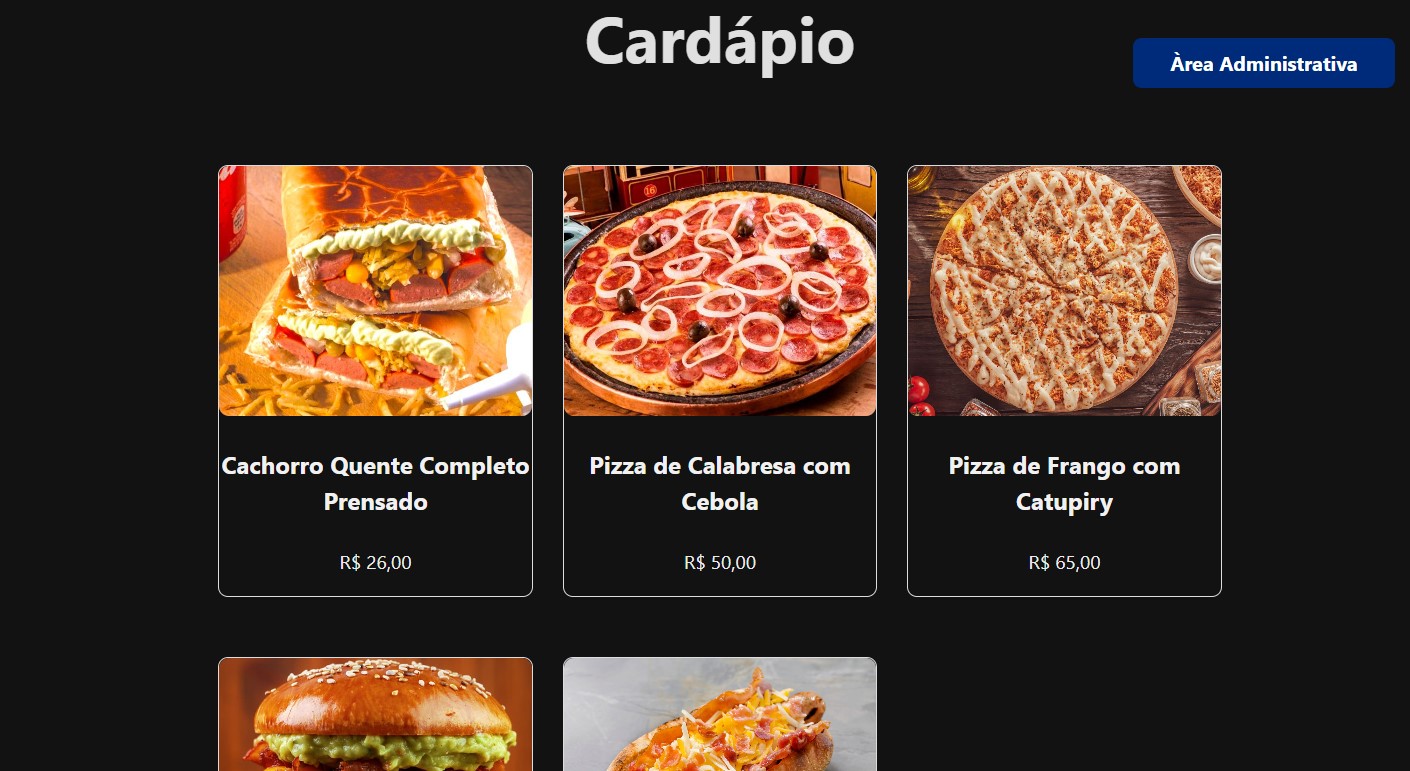 Cardápio
Àrea Administrativa
16
Cachorro Quente Completo
Prensado
Pizza de Calabresa com
Cebola
Pizza de Frango com
Catupiry
R$ 26,00
R$ 50,00
R$ 65,00